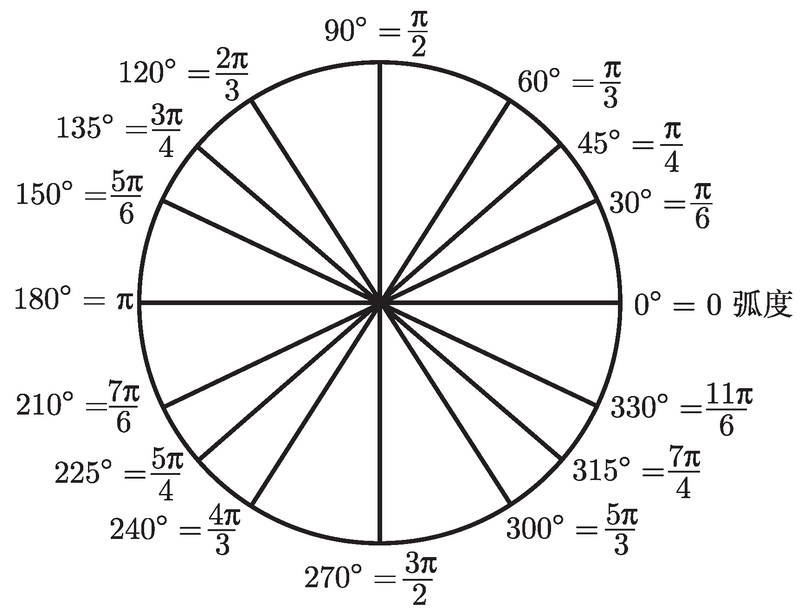 90° = π/2
120° = 2π/3
60° = π/3
135° = 3π/4
45° = π/4
150° = 5π/6
30° = π/6
180° = π
0° = 0 弧度
210° = 7π/6
330° = 11π/6
225° = 5π/4
315° = 7π/4
240° = 4π/3
300° = 5π/3
270° = 3π/2